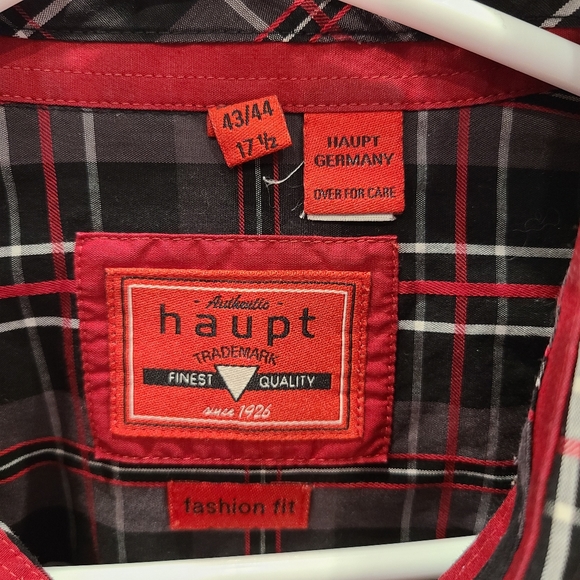 43/44
17 ½
HAUPT
GERMANY
OVER FOR CARE
- Authentic -
haupt
TRADEMARK
FINEST QUALITY
since 1926
fashion fit